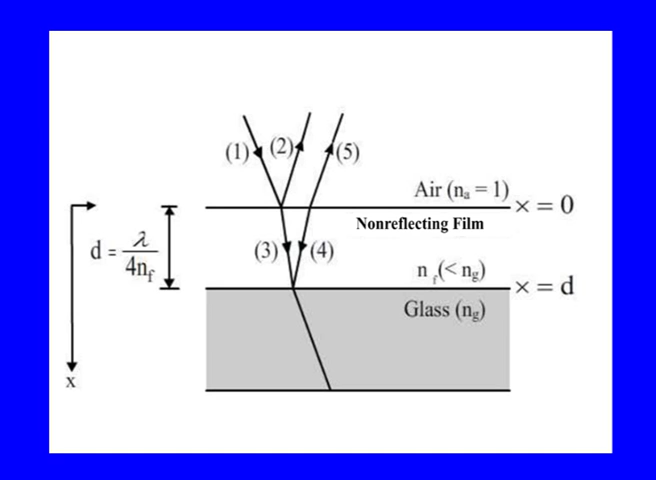 (1) (2) (5)
Air (nₐ = 1)
x = 0
Nonreflecting Film
d = λ/4n_f
(3) (4)
n_f(< n_g)
x = d
Glass (n_g)
x